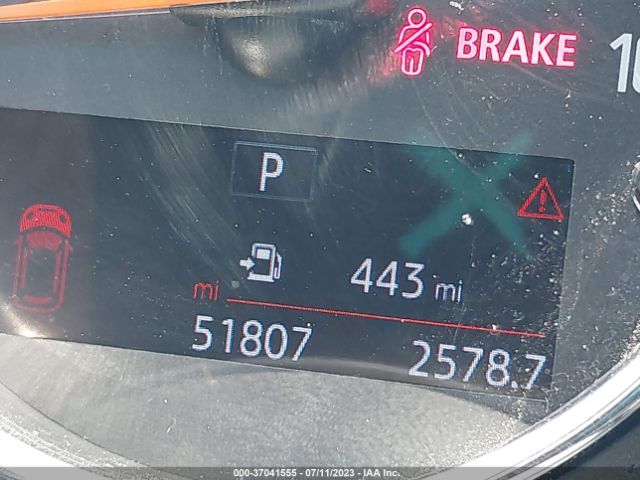 BRAKE
P
443 mi
mi
51807 2578.7
000-37041555 - 07/11/2023 - IAA Inc.